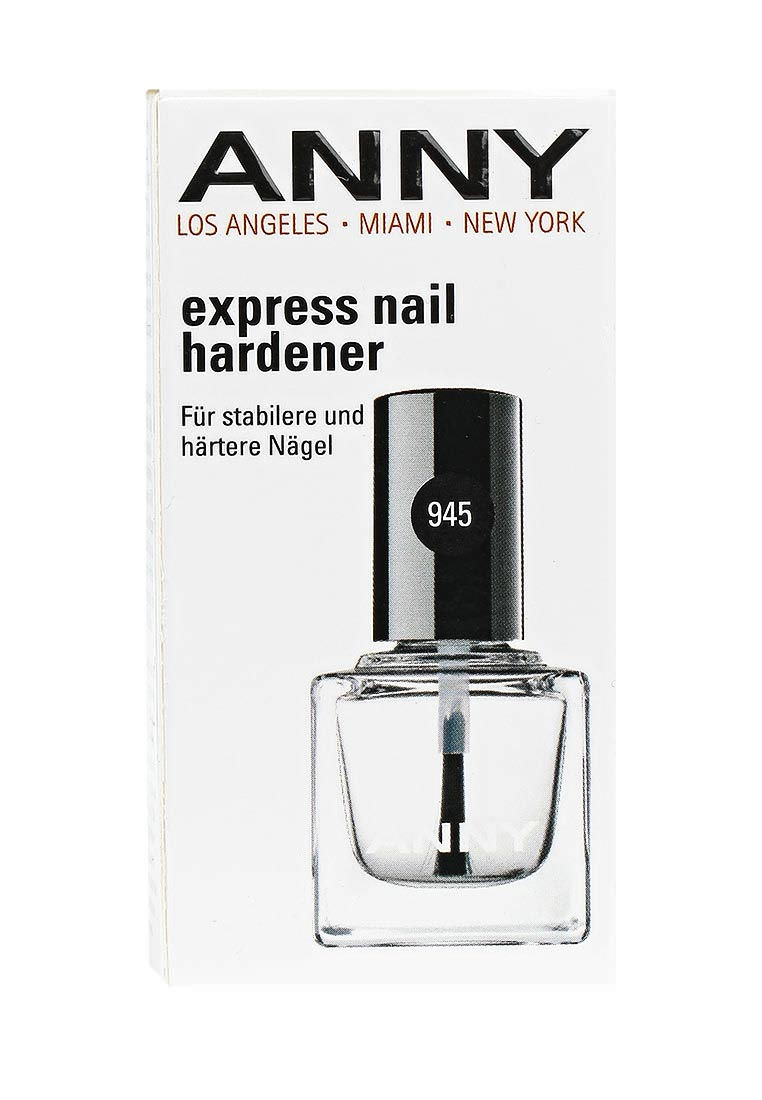 ANNY
LOS ANGELES · MIAMI · NEW YORK
express nail
hardener
Für stabilere und
härtere Nägel
945
ANNY